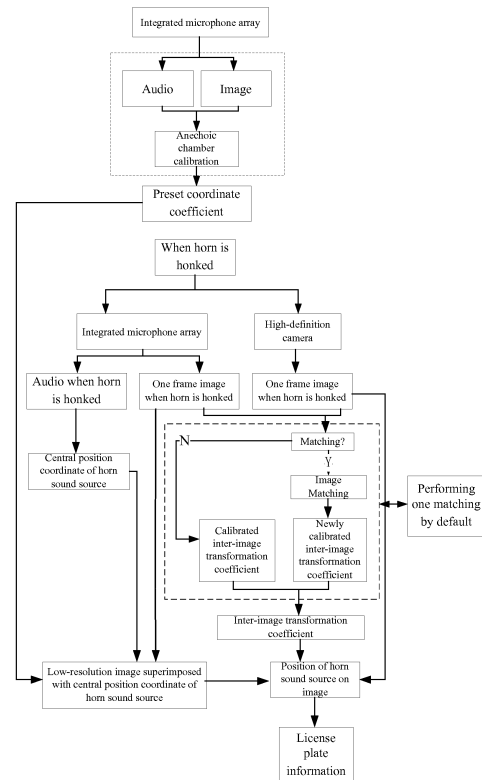 Integrated microphone array
Audio
Image
Anechoic
chamber
calibration
Preset coordinate
coefficient
When horn is
honked
Integrated microphone array
High-definition
camera
Audio when horn
is honked
One frame image
when horn is honked
One frame image
when horn is honked
N
Matching?
Y
Central position
coordinate of horn
sound source
Image
Matching
Performing
one matching
by default
Calibrated
inter-image
transformation
coefficient
Newly
calibrated
inter-image
transformation
coefficient
Inter-image transformation
coefficient
Low-resolution image superimposed
with central position coordinate of
horn sound source
Position of horn
sound source on
image
License
plate
information